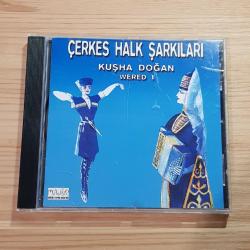 ÇERKES HALK ŞARKILARI
KUŞHA DOĞAN
WERED 1